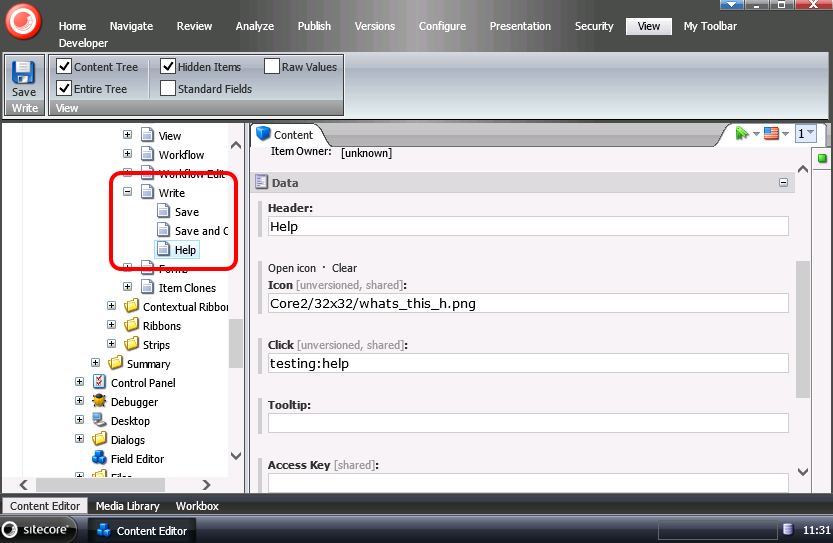 Home Navigate Review Analyze Publish Versions Configure Presentation Security View My Toolbar
Developer
Save
Write
Content Tree Hidden Items Raw Values
Entire Tree Standard Fields
View
View
Workflow
Workflow Edit
Write
Save
Save and C
Help
Item Clones
Contextual Ribbon
Ribbons
Strips
Summary
Control Panel
Debugger
Desktop
Dialogs
Field Editor
Files
Content
1
Item Owner: [unknown]
Data
Header:
Help
Open icon · Clear
Icon [unversioned, shared]:
Core2/32x32/whats_this_h.png
Click [unversioned, shared]:
testing:help
Tooltip:
Access Key [shared]:
Content Editor Media Library Workbox
sitecore Content Editor 11:31